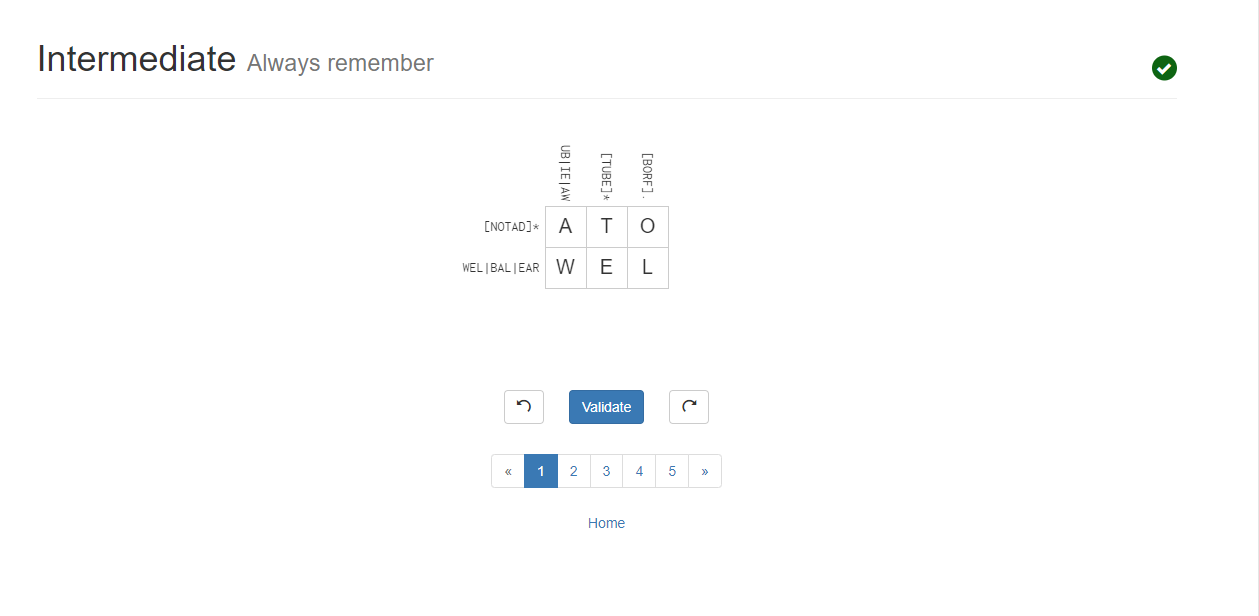 Intermediate Always remember
UB|IE|AW [TUBE]* [BORF].
[NOTAD]* A T O
WEL|BAL|EAR W E L
Validate
« 1 2 3 4 5 »
Home